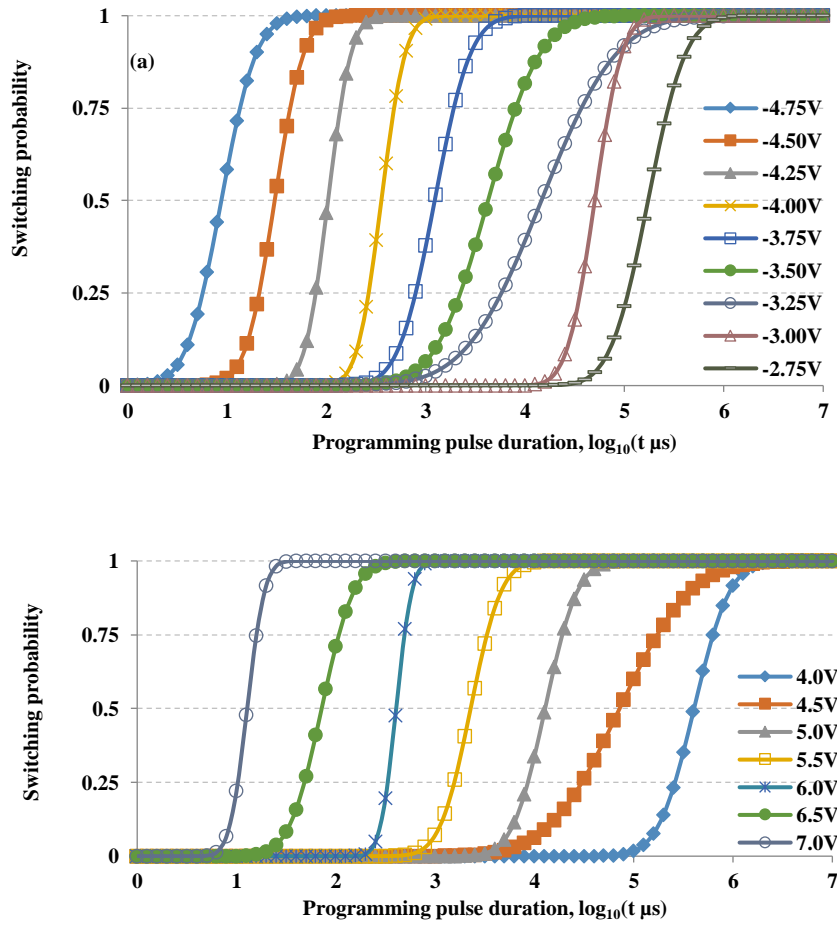 1
(a)
0.75
0.5
0.25
0
Switching probability
-4.75V
-4.50V
-4.25V
-4.00V
-3.75V
-3.50V
-3.25V
-3.00V
-2.75V
0 1 2 3 4 5 6 7
Programming pulse duration, log₁₀(t µs)
1
0.75
0.5
0.25
0
Switching probability
4.0V
4.5V
5.0V
5.5V
6.0V
6.5V
7.0V
0 1 2 3 4 5 6 7
Programming pulse duration, log₁₀(t µs)